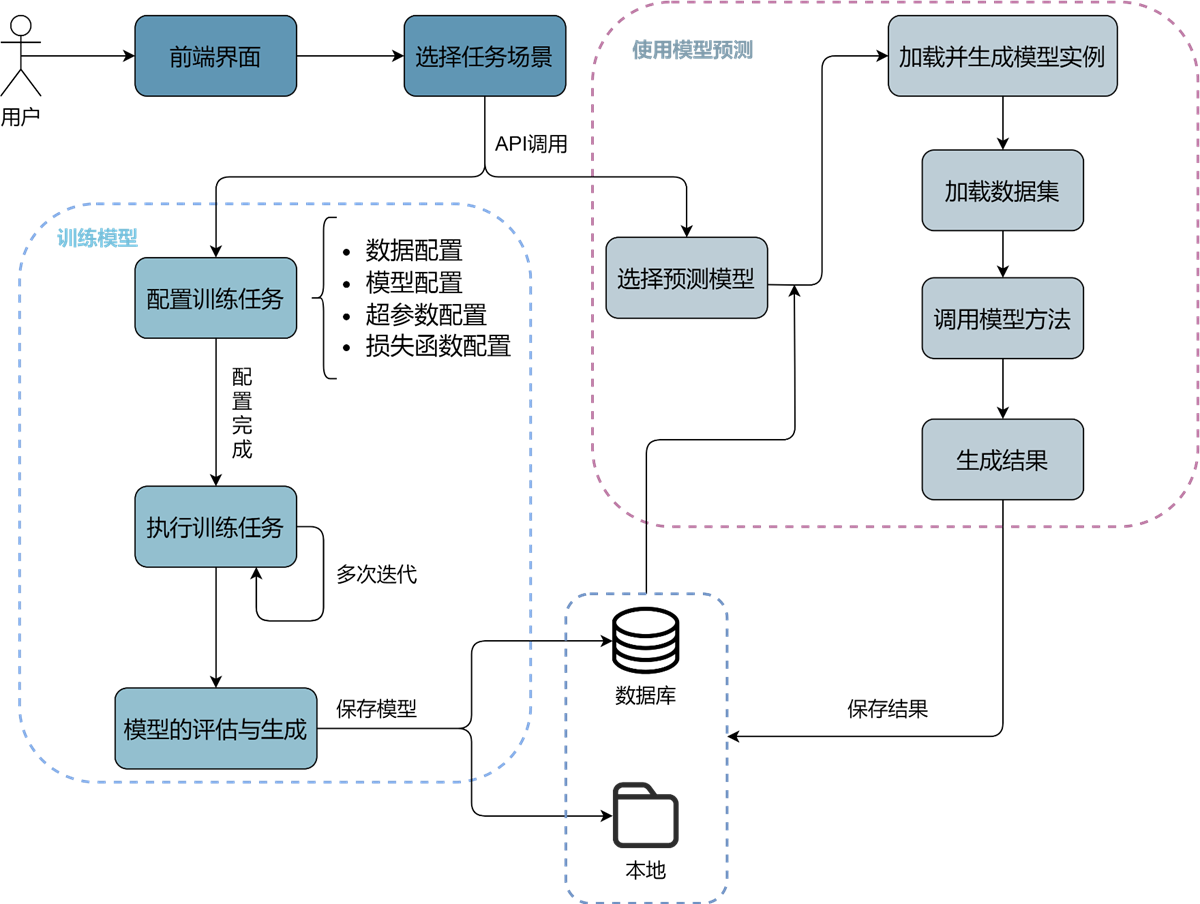 用户
前端界面
选择任务场景
API调用
训练模型
配置训练任务
• 数据配置
• 模型配置
• 超参数配置
• 损失函数配置
配
置
完
成
执行训练任务
多次迭代
模型的评估与生成
保存模型
使用模型预测
选择预测模型
加载并生成模型实例
加载数据集
调用模型方法
生成结果
保存结果
数据库
本地